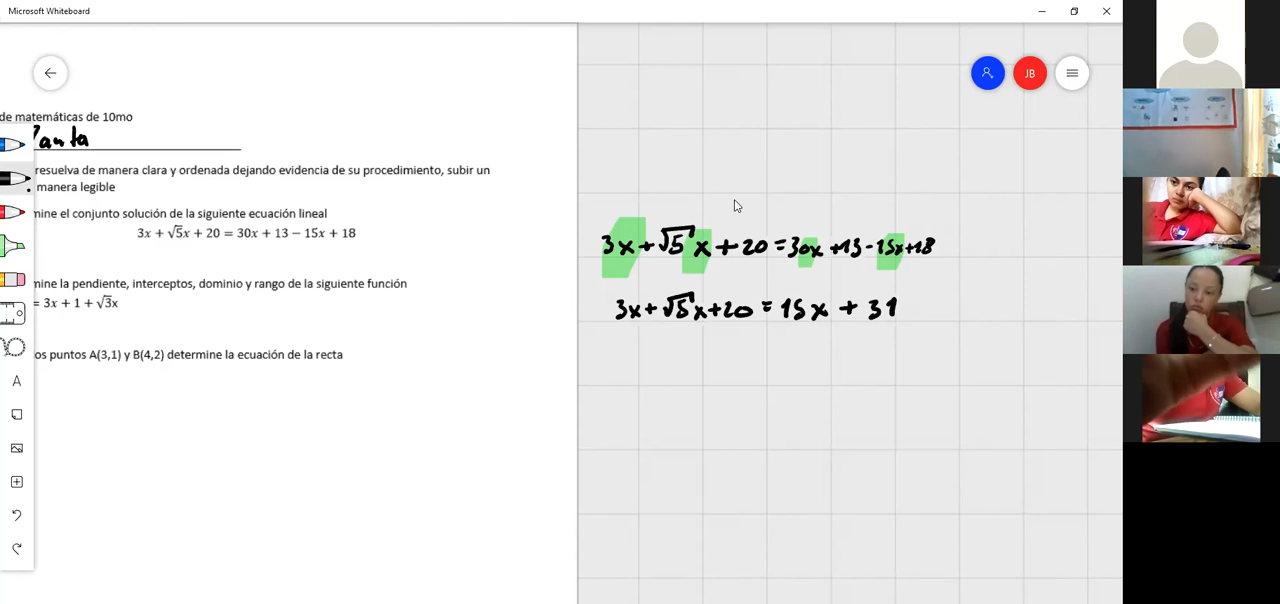 Microsoft Whiteboard
JB
de matemáticas de 10mo
resuelva de manera clara y ordenada dejando evidencia de su procedimiento, subir un
manera legible
mine el conjunto solución de la siguiente ecuación lineal
3x + √5x + 20 = 30x + 13 − 15x + 18
mine la pendiente, interceptos, dominio y rango de la siguiente función
= 3x + 1 + √3x
os puntos A(3,1) y B(4,2) determine la ecuación de la recta
3x + √5 x + 20 = 30x + 13 - 15x + 18
3x + √5 x + 20 = 15x + 31
A